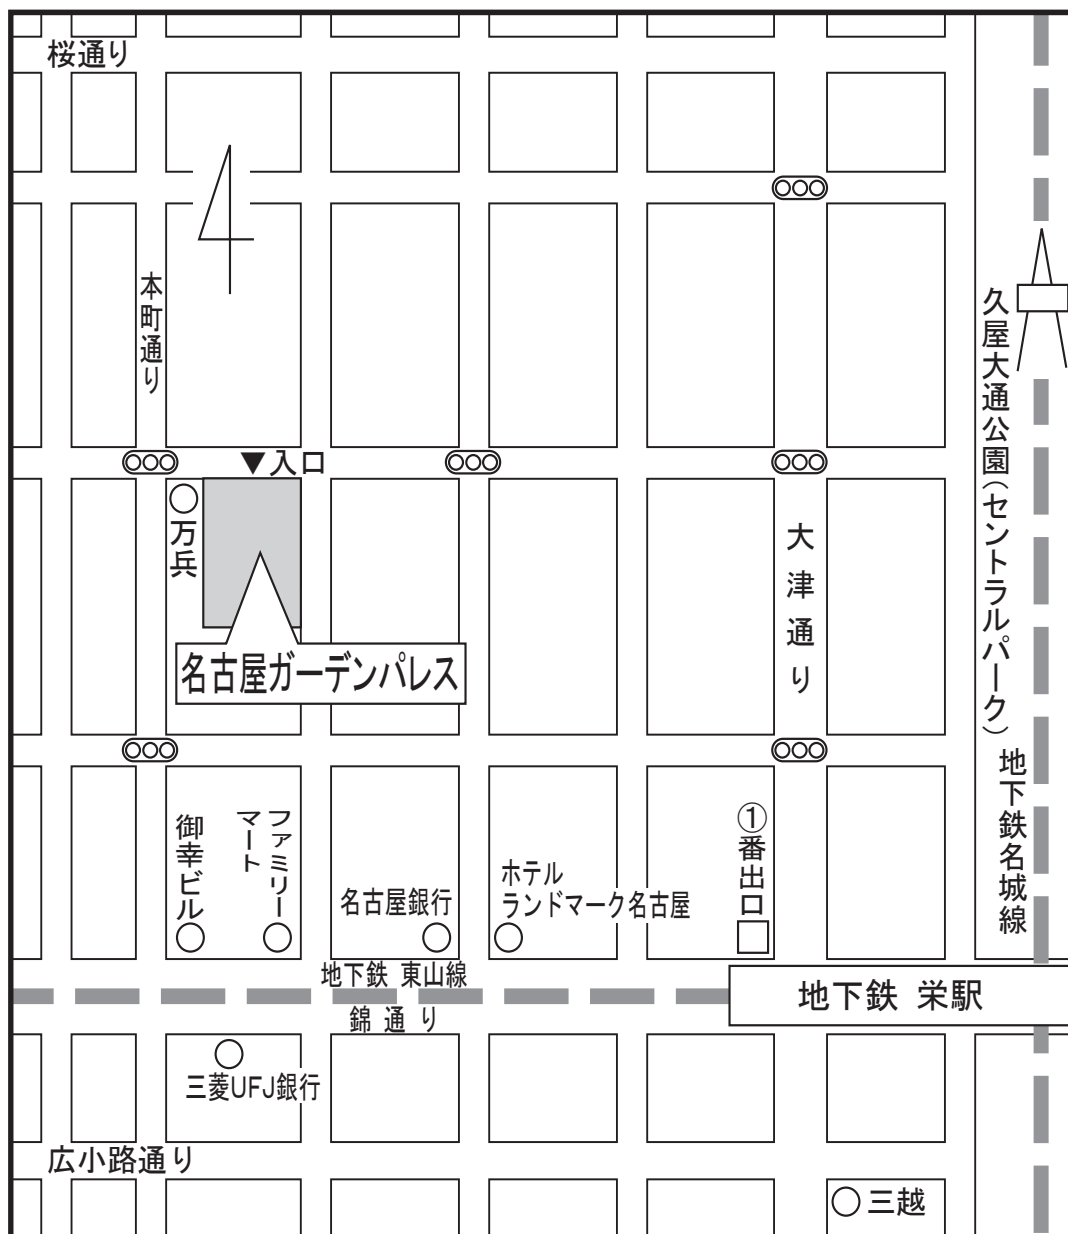 桜通り
本町通り
久屋大通公園(セントラルパーク)
▼入口
万兵
大津通り
名古屋ガーデンパレス
地下鉄名城線
御幸ビル
ファミリー
マート
名古屋銀行
ホテル
ランドマーク名古屋
①番出口
地下鉄 東山線
錦通り
地下鉄 栄駅
三菱UFJ銀行
広小路通り
三越